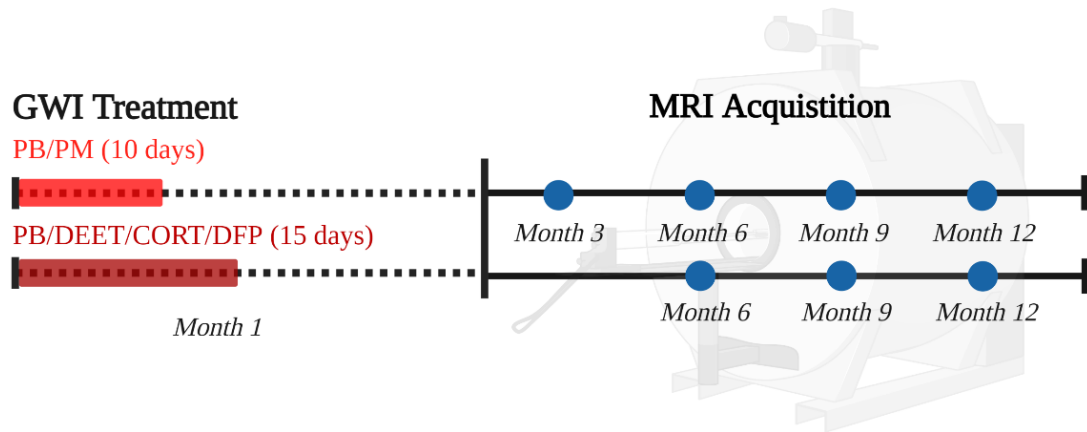 GWI Treatment
MRI Acquistition
PB/PM (10 days)
Month 3
Month 6
Month 9
Month 12
PB/DEET/CORT/DFP (15 days)
Month 6
Month 9
Month 12
Month 1